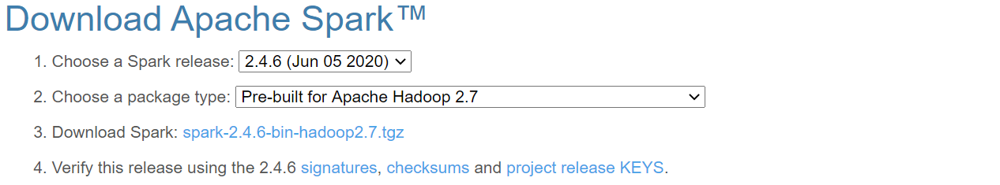 Download Apache Spark™
1. Choose a Spark release: 2.4.6 (Jun 05 2020)
2. Choose a package type: Pre-built for Apache Hadoop 2.7
3. Download Spark: spark-2.4.6-bin-hadoop2.7.tgz
4. Verify this release using the 2.4.6 signatures, checksums and project release KEYS.